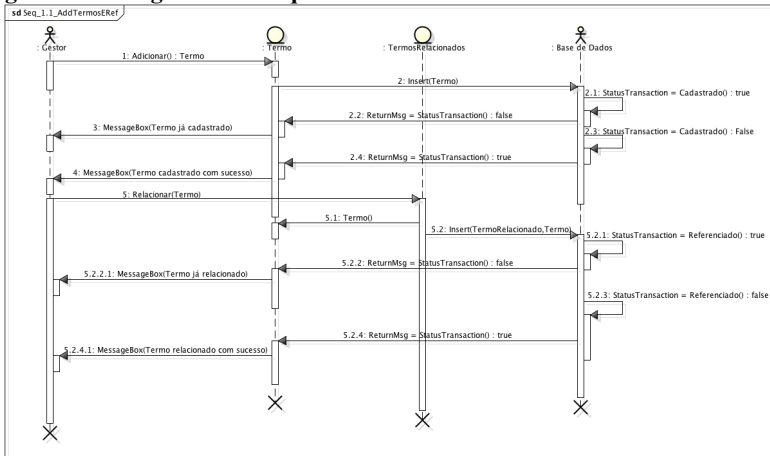 sd Seq_1.1_AddTermosERef
: Gestor
: Termo
: TermosRelacionados
: Base de Dados
1: Adicionar() : Termo
2: Insert(Termo)
2.1: StatusTransaction = Cadastrado() : true
2.2: ReturnMsg = StatusTransaction() : false
3: MessageBox(Termo já cadastrado)
2.3: StatusTransaction = Cadastrado() : False
2.4: ReturnMsg = StatusTransaction() : true
4: MessageBox(Termo cadastrado com sucesso)
5: Relacionar(Termo)
5.1: Termo()
5.2: Insert(TermoRelacionado,Termo)
5.2.1: StatusTransaction = Referenciado() : true
5.2.2: ReturnMsg = StatusTransaction() : false
5.2.2.1: MessageBox(Termo já relacionado)
5.2.3: StatusTransaction = Referenciado() : false
5.2.4: ReturnMsg = StatusTransaction() : true
5.2.4.1: MessageBox(Termo relacionado com sucesso)